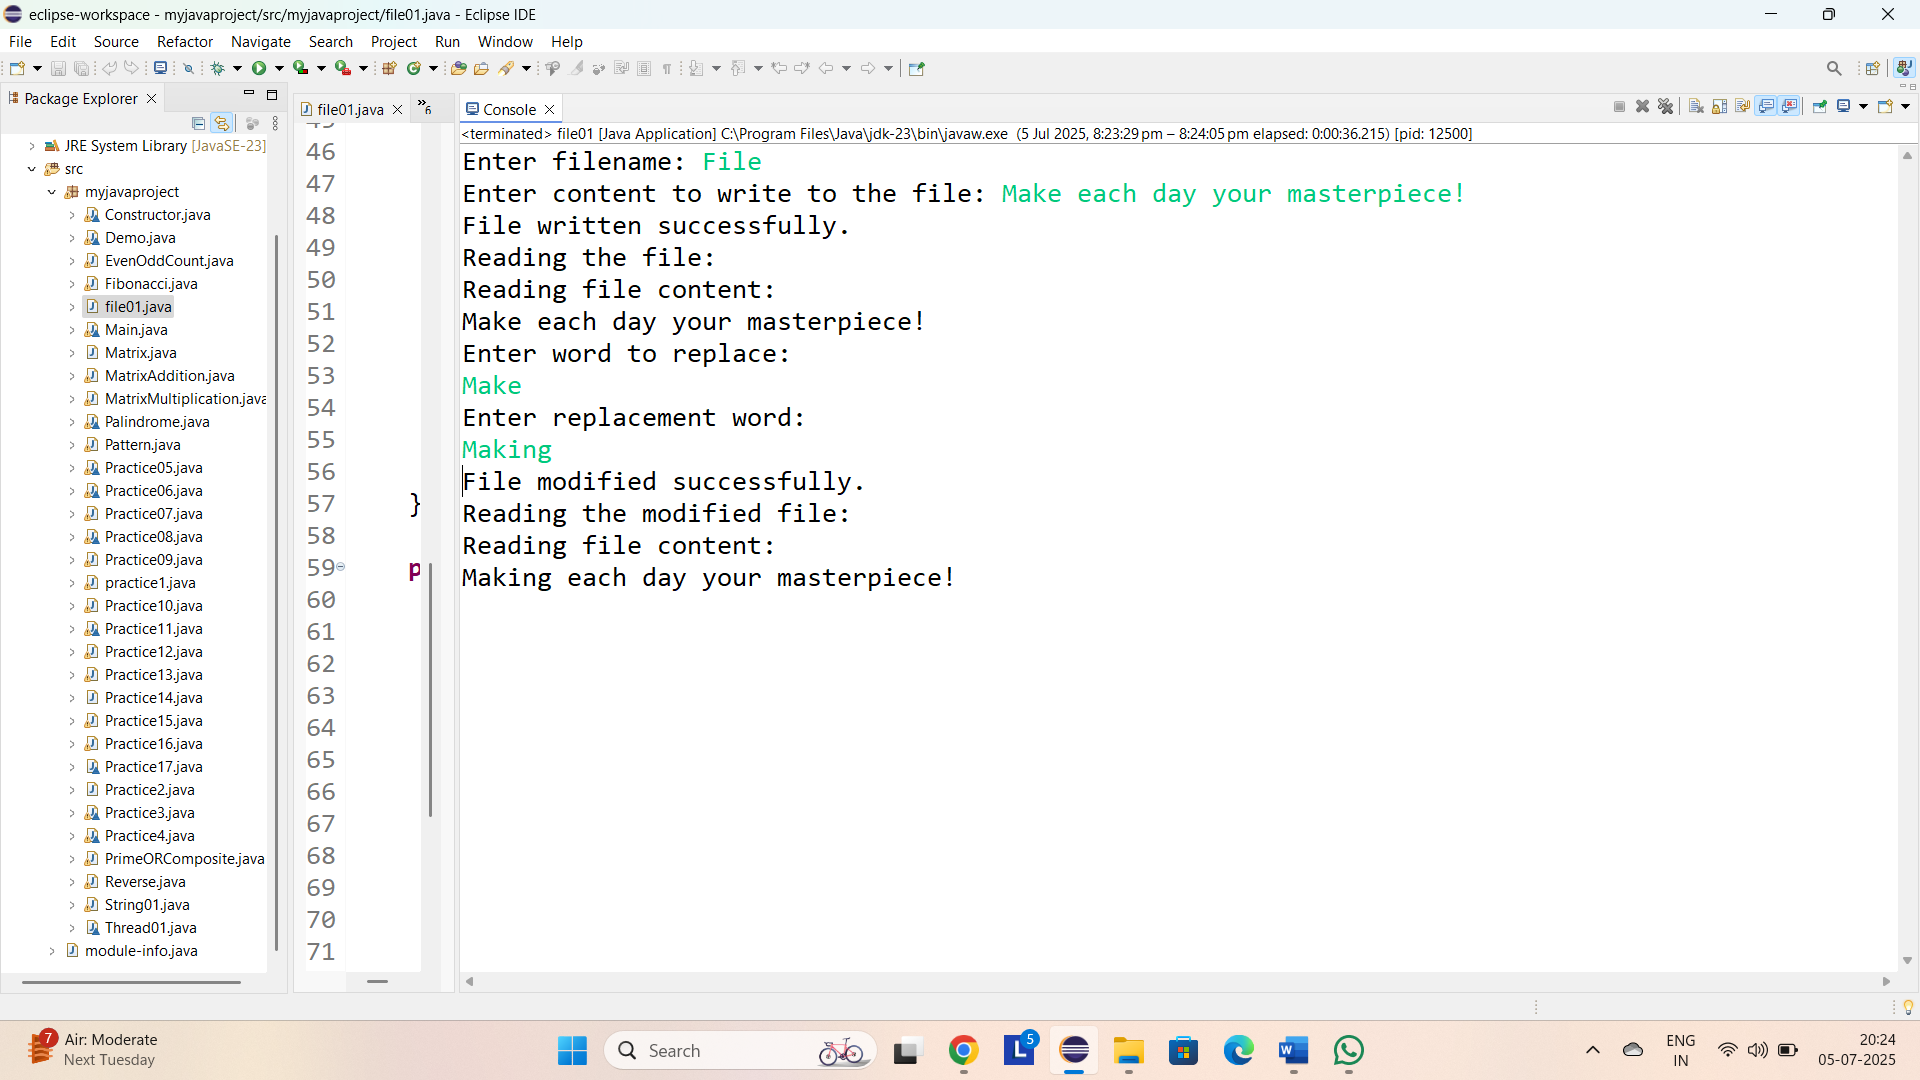 eclipse-workspace - myjavaproject/src/myjavaproject/file01.java - Eclipse IDE
File Edit Source Refactor Navigate Search Project Run Window Help
Package Explorer
JRE System Library [JavaSE-23]
src
myjavaproject
Constructor.java
Demo.java
EvenOddCount.java
Fibonacci.java
file01.java
Main.java
Matrix.java
MatrixAddition.java
MatrixMultiplication.java
Palindrome.java
Pattern.java
Practice05.java
Practice06.java
Practice07.java
Practice08.java
Practice09.java
practice1.java
Practice10.java
Practice11.java
Practice12.java
Practice13.java
Practice14.java
Practice15.java
Practice16.java
Practice17.java
Practice2.java
Practice3.java
Practice4.java
PrimeORComposite.java
Reverse.java
String01.java
Thread01.java
module-info.java
file01.java
»6
46
47
48
49
50
51
52
53
54
55
56
57 }
58
59 p
60
61
62
63
64
65
66
67
68
69
70
71
Console
<terminated> file01 [Java Application] C:\Program Files\Java\jdk-23\bin\javaw.exe (5 Jul 2025, 8:23:29 pm – 8:24:05 pm elapsed: 0:00:36.215) [pid: 12500]
Enter filename: File
Enter content to write to the file: Make each day your masterpiece!
File written successfully.
Reading the file:
Reading file content:
Make each day your masterpiece!
Enter word to replace:
Make
Enter replacement word:
Making
File modified successfully.
Reading the modified file:
Reading file content:
Making each day your masterpiece!
7
Air: Moderate
Next Tuesday
Search
L 5
W
ENG
IN
20:24
05-07-2025